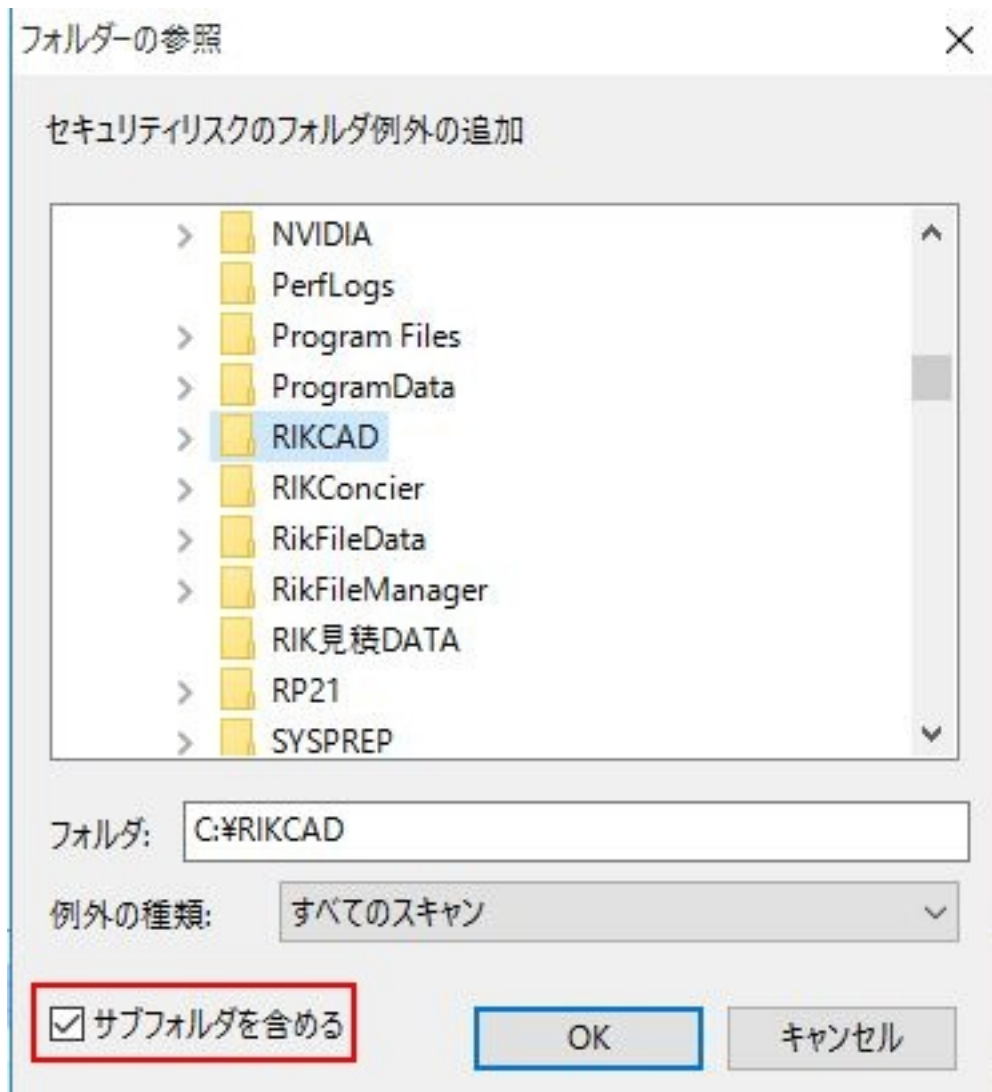 フォルダーの参照
セキュリティリスクのフォルダ例外の追加
NVIDIA
PerfLogs
Program Files
ProgramData
RIKCAD
RIKConcier
RikFileData
RikFileManager
RIK見積DATA
RP21
SYSPREP
フォルダ: C:¥RIKCAD
例外の種類: すべてのスキャン
サブフォルダを含める OK キャンセル